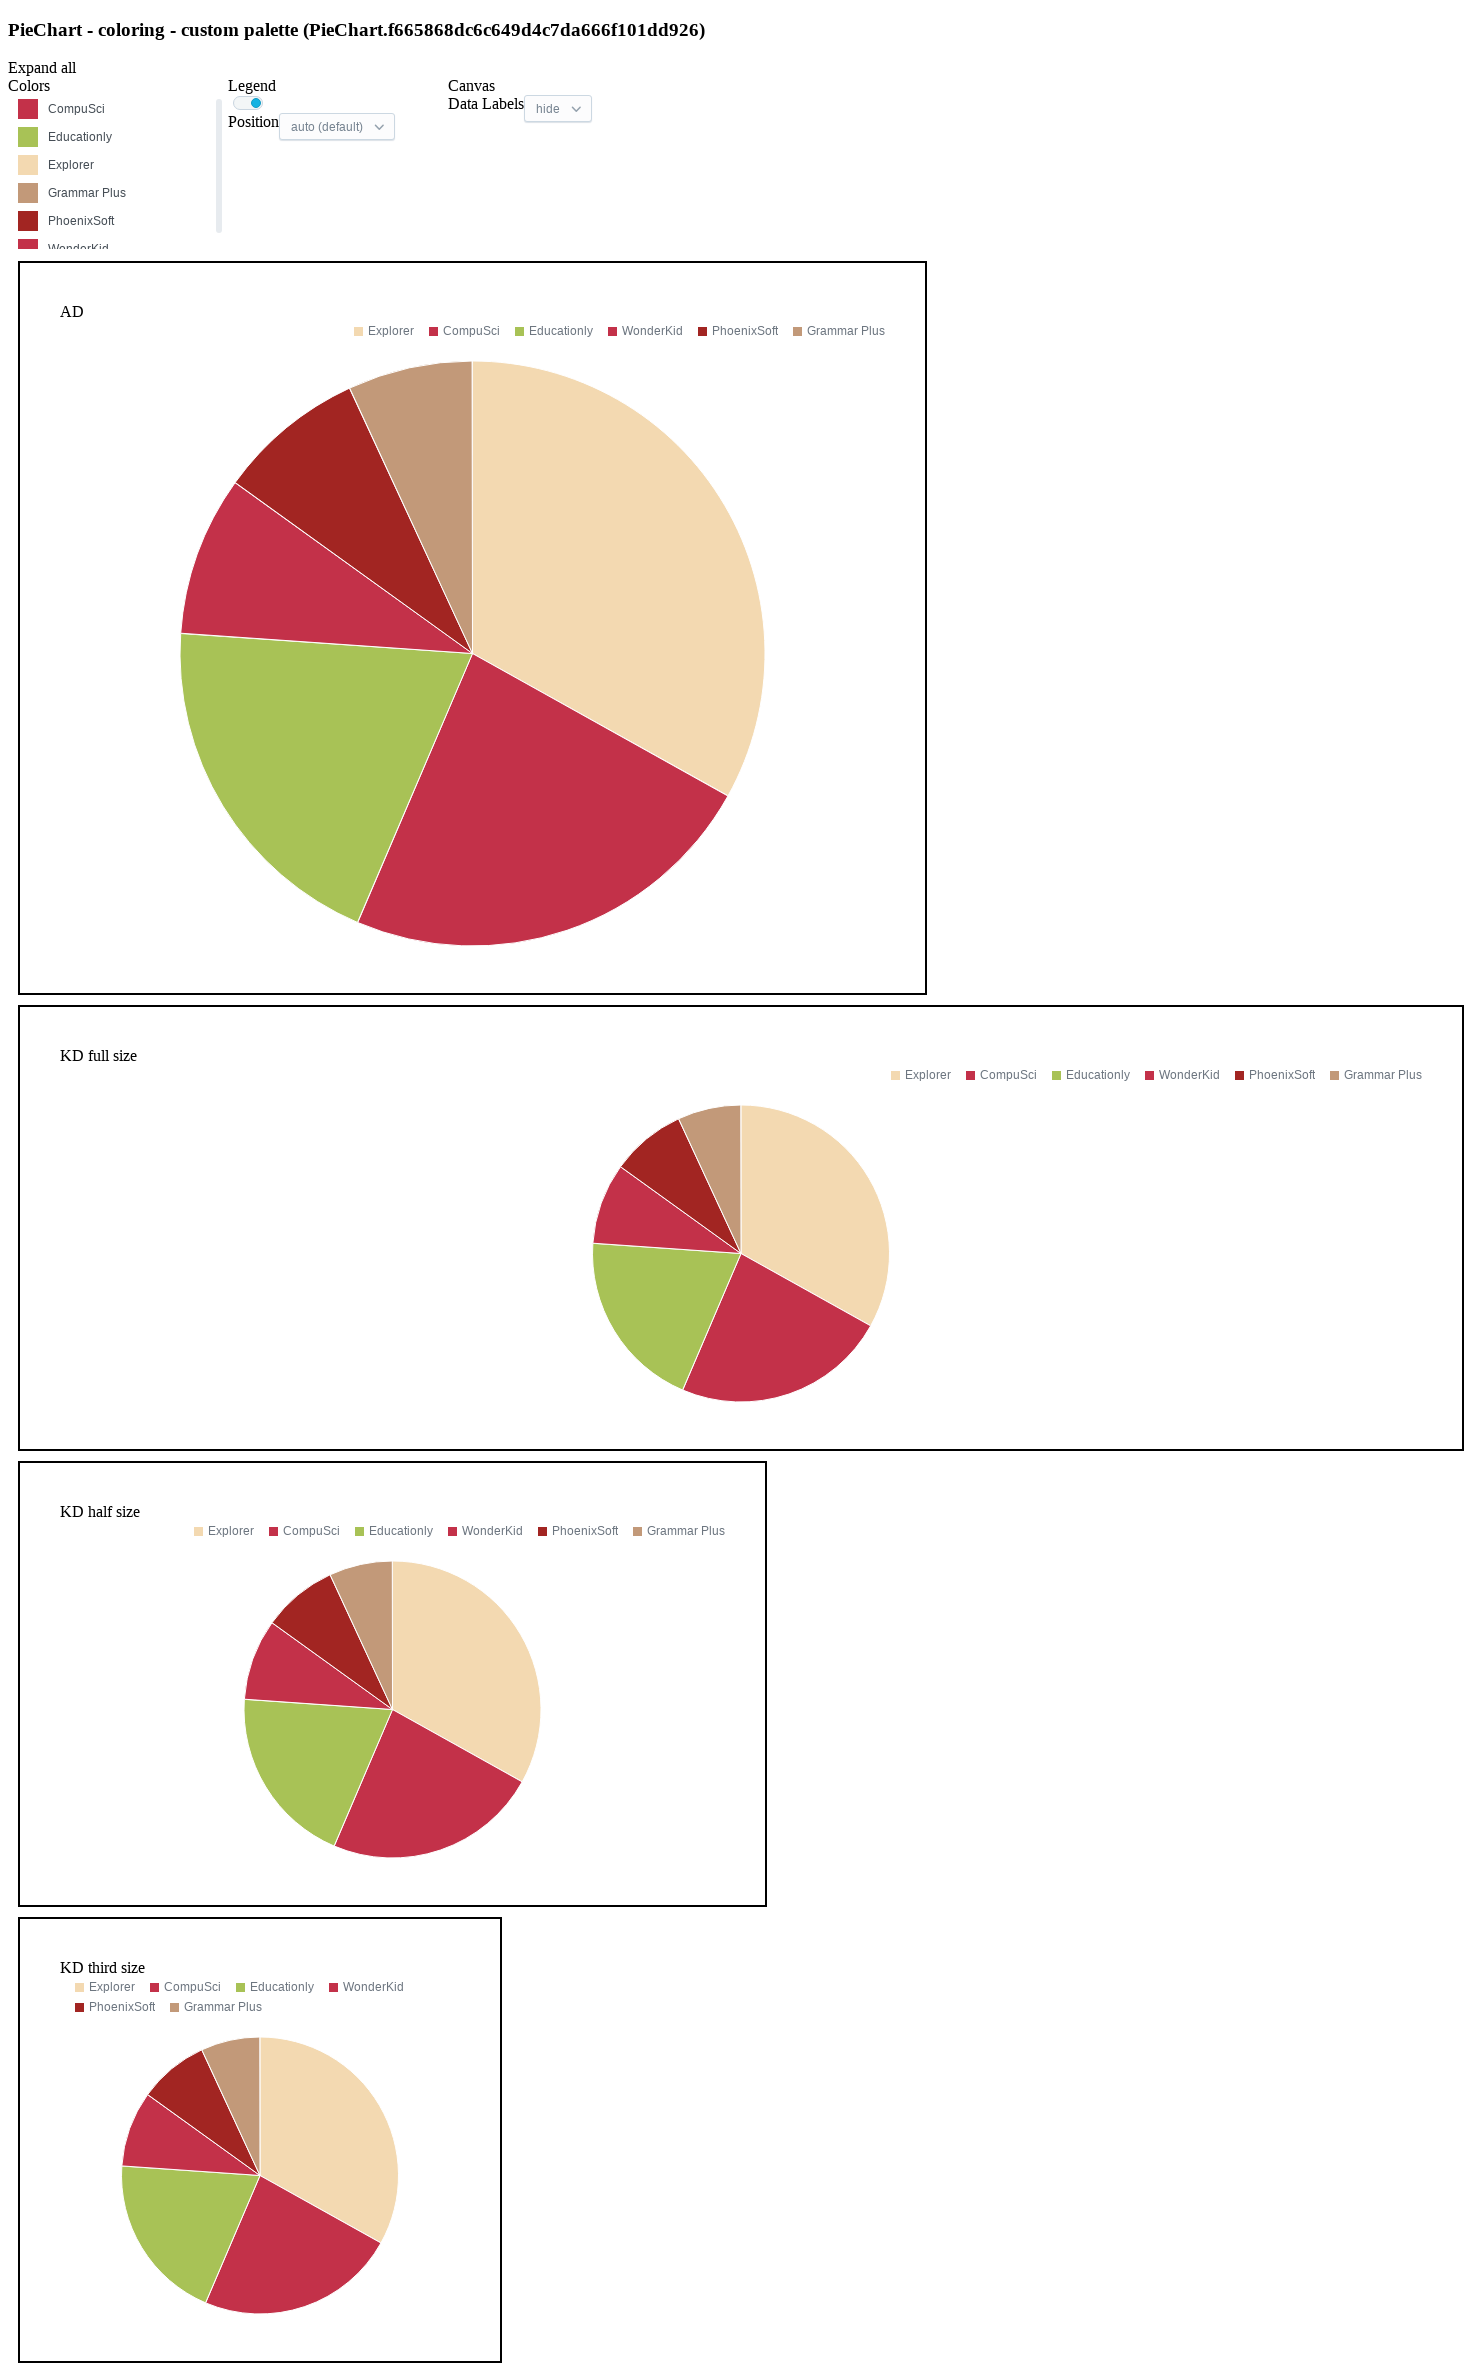 PieChart - coloring - custom palette (PieChart.f665868dc6c649d4c7da666f101dd926)
Expand all
Colors
CompuSci
Educationly
Explorer
Grammar Plus
PhoenixSoft
WonderKid
Legend
Position auto (default)
Canvas
Data Labels hide
AD
Explorer CompuSci Educationly WonderKid PhoenixSoft Grammar Plus
KD full size
Explorer CompuSci Educationly WonderKid PhoenixSoft Grammar Plus
KD half size
Explorer CompuSci Educationly WonderKid PhoenixSoft Grammar Plus
KD third size
Explorer CompuSci Educationly WonderKid
PhoenixSoft Grammar Plus